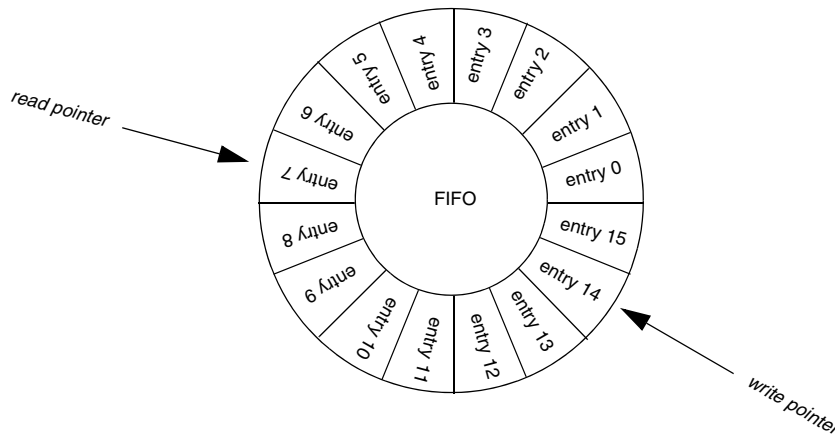 entry 3
entry 4
entry 2
entry 5
read pointer
entry 6
entry 1
entry 7
entry 0
FIFO
entry 8
entry 15
entry 9
entry 14
entry 10
entry 13
entry 11
entry 12
write pointer